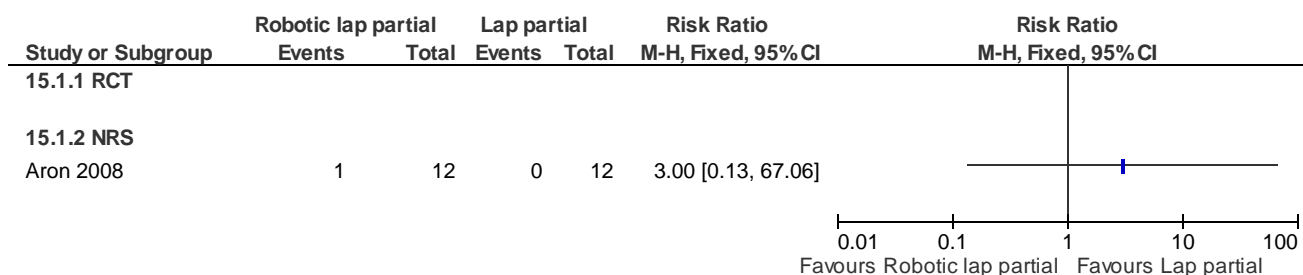 Robotic lap partial Lap partial Risk Ratio Risk Ratio
Study or Subgroup Events Total Events Total M-H, Fixed, 95% CI M-H, Fixed, 95% CI
15.1.1 RCT
15.1.2 NRS
Aron 2008 1 12 0 12 3.00 [0.13, 67.06]
0.01 0.1 1 10 100
Favours Robotic lap partial Favours Lap partial